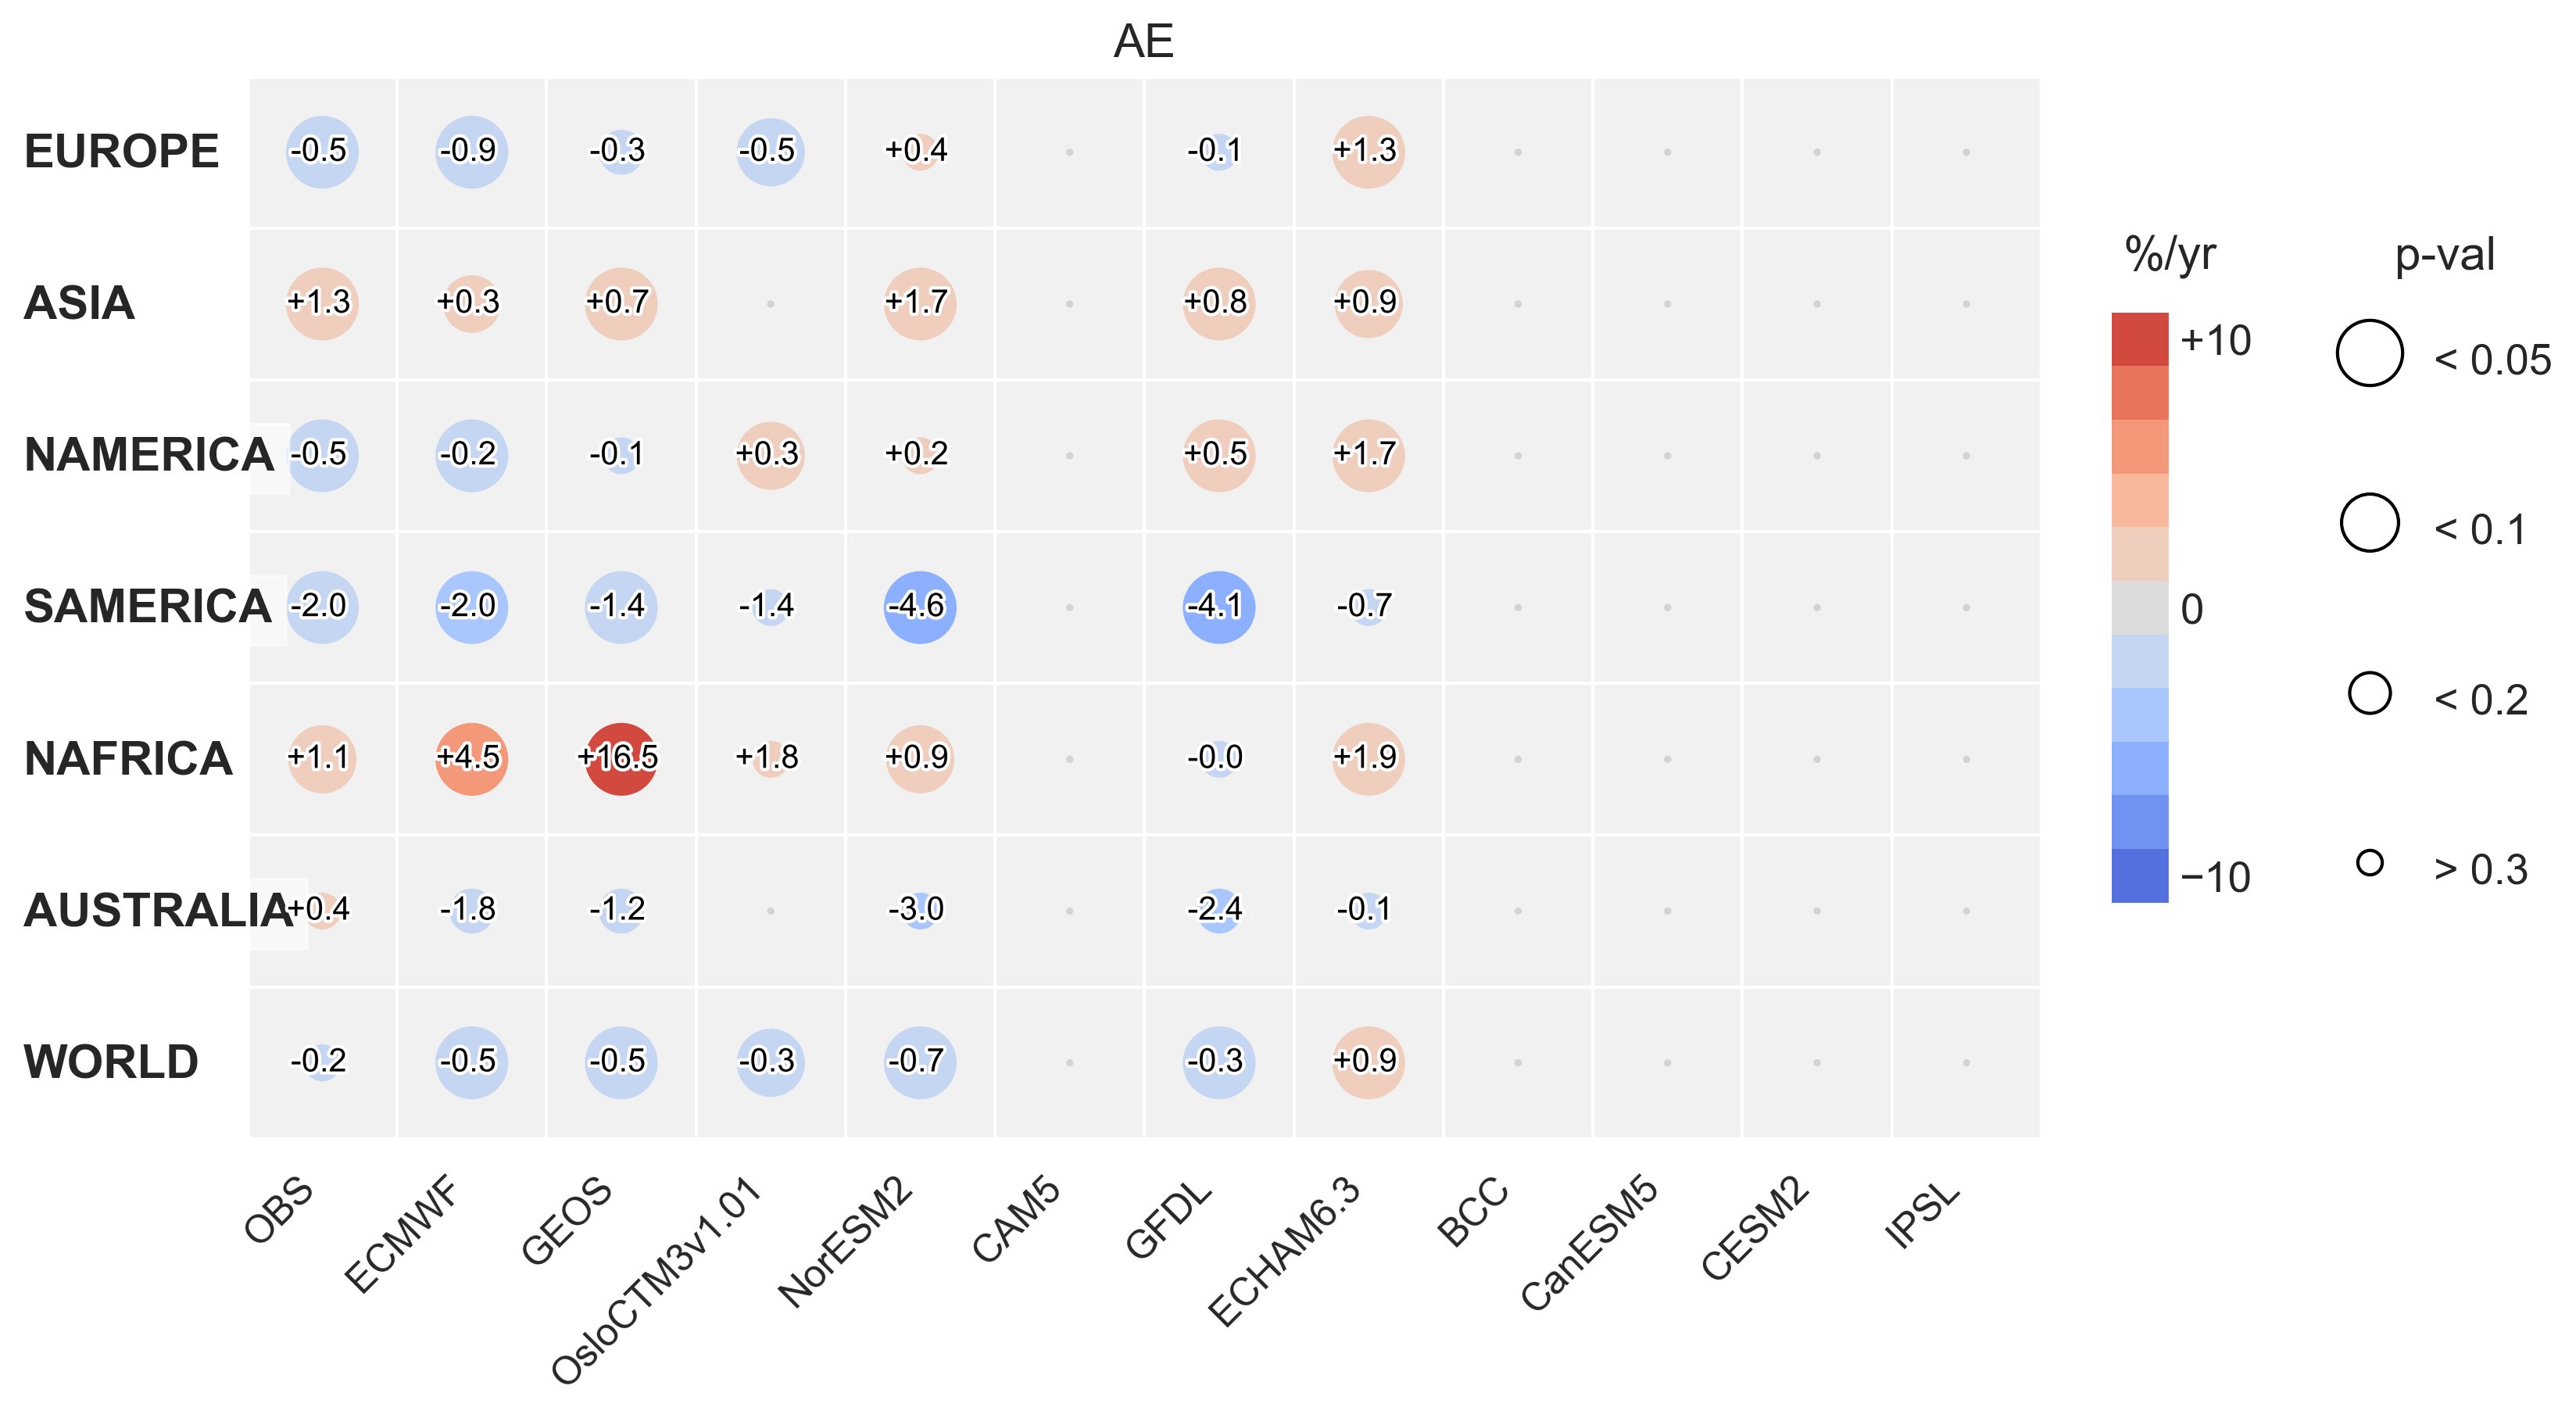 AE
EUROPE -0.5 -0.9 -0.3 -0.5 +0.4 -0.1 +1.3
ASIA +1.3 +0.3 +0.7 +1.7 +0.8 +0.9
NAMERICA -0.5 -0.2 -0.1 +0.3 +0.2 +0.5 +1.7
SAMERICA -2.0 -2.0 -1.4 -1.4 -4.6 -4.1 -0.7
NAFRICA +1.1 +4.5 +16.5 +1.8 +0.9 -0.0 +1.9
AUSTRALIA +0.4 -1.8 -1.2 -3.0 -2.4 -0.1
WORLD -0.2 -0.5 -0.5 -0.3 -0.7 -0.3 +0.9
OBS
ECMWF
GEOS
OsloCTM3v1.01
NorESM2
CAM5
GFDL
ECHAM6.3
BCC
CanESM5
CESM2
IPSL
%/yr
+10
0
−10
p-val
< 0.05
< 0.1
< 0.2
> 0.3